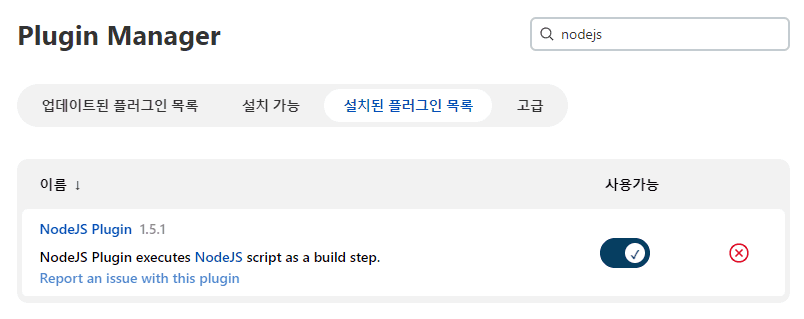 Plugin Manager
nodejs
업데이트된 플러그인 목록 설치 가능 설치된 플러그인 목록 고급
이름 ↓ 사용가능
NodeJS Plugin 1.5.1
NodeJS Plugin executes NodeJS script as a build step.
Report an issue with this plugin